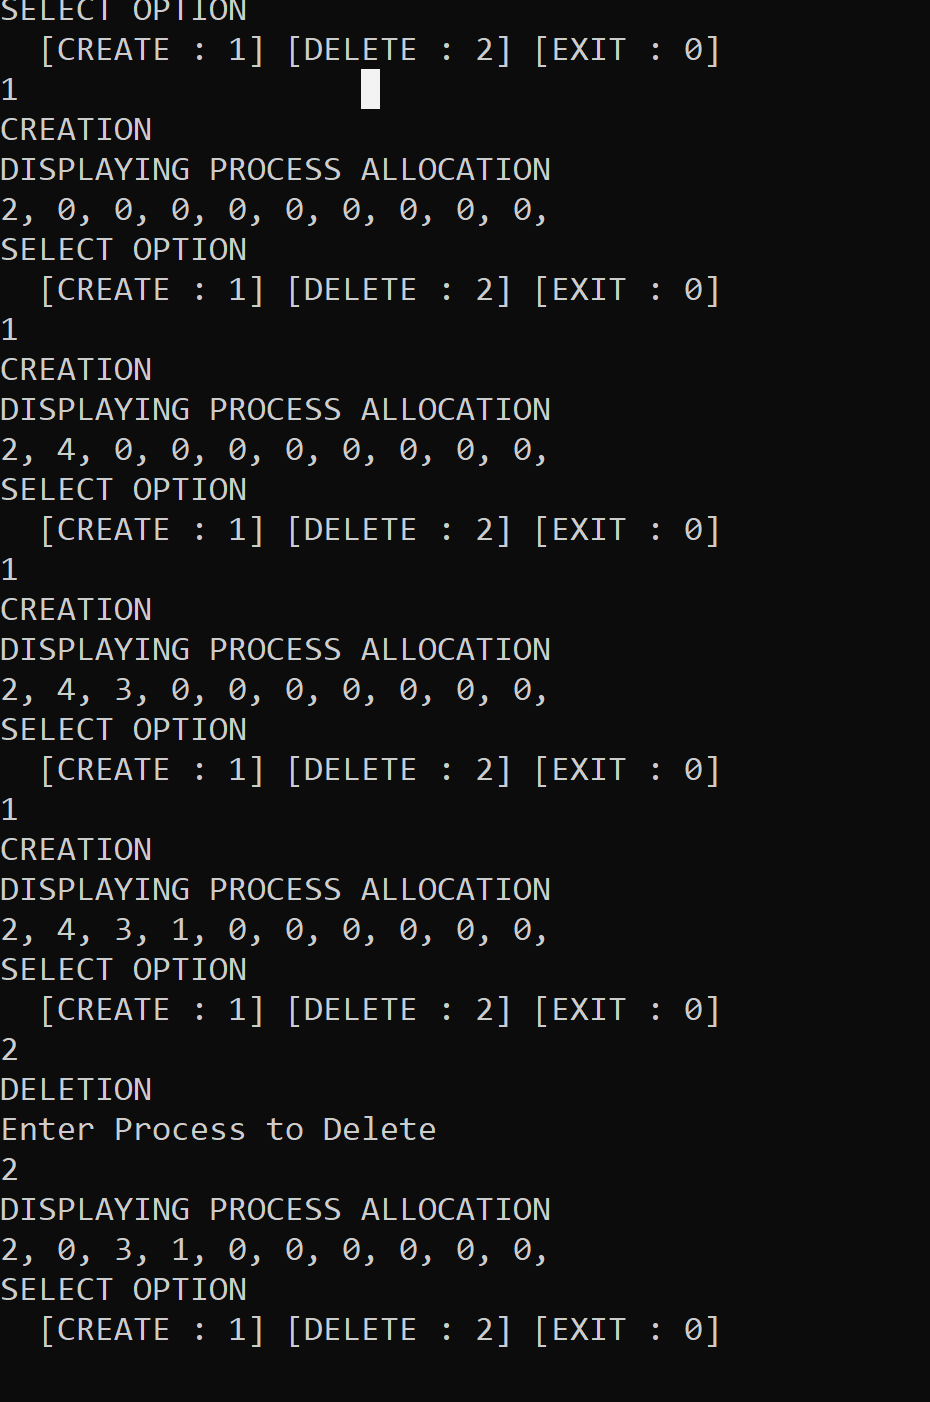 SELECT OPTION
  [CREATE : 1] [DELETE : 2] [EXIT : 0]
1
CREATION
DISPLAYING PROCESS ALLOCATION
2, 0, 0, 0, 0, 0, 0, 0, 0, 0,
SELECT OPTION
  [CREATE : 1] [DELETE : 2] [EXIT : 0]
1
CREATION
DISPLAYING PROCESS ALLOCATION
2, 4, 0, 0, 0, 0, 0, 0, 0, 0,
SELECT OPTION
  [CREATE : 1] [DELETE : 2] [EXIT : 0]
1
CREATION
DISPLAYING PROCESS ALLOCATION
2, 4, 3, 0, 0, 0, 0, 0, 0, 0,
SELECT OPTION
  [CREATE : 1] [DELETE : 2] [EXIT : 0]
1
CREATION
DISPLAYING PROCESS ALLOCATION
2, 4, 3, 1, 0, 0, 0, 0, 0, 0,
SELECT OPTION
  [CREATE : 1] [DELETE : 2] [EXIT : 0]
2
DELETION
Enter Process to Delete
2
DISPLAYING PROCESS ALLOCATION
2, 0, 3, 1, 0, 0, 0, 0, 0, 0,
SELECT OPTION
  [CREATE : 1] [DELETE : 2] [EXIT : 0]